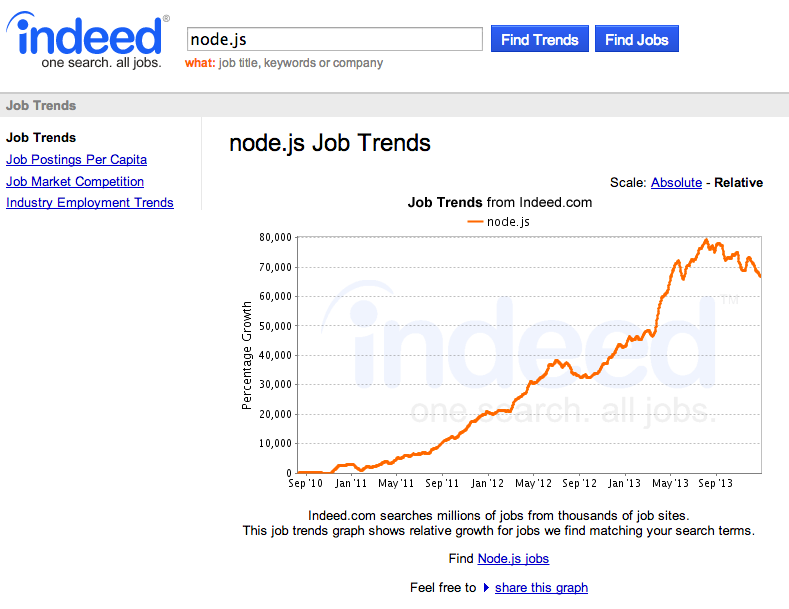 indeed®
one search. all jobs.
node.js
Find Trends
Find Jobs
what: job title, keywords or company
Job Trends
Job Trends
Job Postings Per Capita
Job Market Competition
Industry Employment Trends
node.js Job Trends
Scale: Absolute - Relative
Job Trends from Indeed.com
node.js
Percentage Growth
80,000
70,000
60,000
50,000
40,000
30,000
20,000
10,000
0
indeed™
one search. all jobs.
Sep '10 Jan '11 May '11 Sep '11 Jan '12 May '12 Sep '12 Jan '13 May '13 Sep '13
Indeed.com searches millions of jobs from thousands of job sites.
This job trends graph shows relative growth for jobs we find matching your search terms.
Find Node.js jobs
Feel free to share this graph